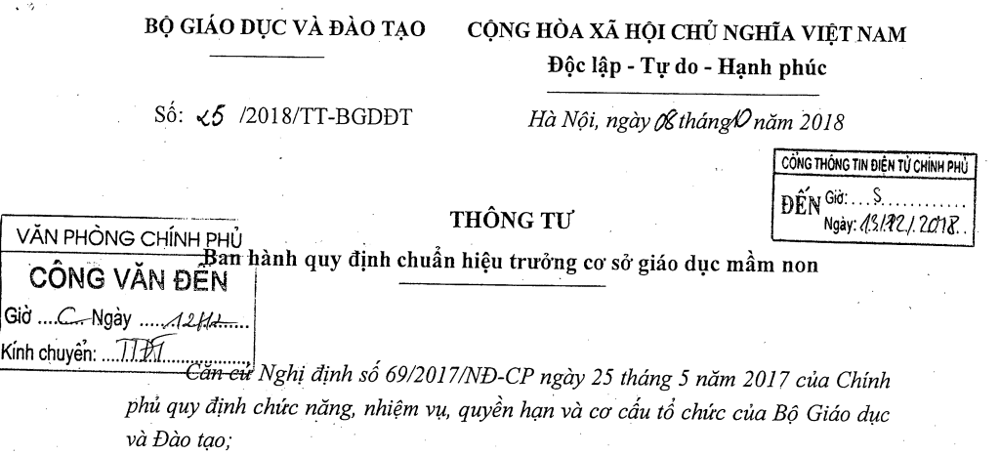 BỘ GIÁO DỤC VÀ ĐÀO TẠO
CỘNG HÒA XÃ HỘI CHỦ NGHĨA VIỆT NAM
Độc lập - Tự do - Hạnh phúc
Số: 25 /2018/TT-BGDĐT
Hà Nội, ngày 08 tháng 10 năm 2018
CỔNG THÔNG TIN ĐIỆN TỬ CHÍNH PHỦ
ĐẾN
Giờ: ....S............
Ngày: 13/12/.2018..
THÔNG TƯ
Ban hành quy định chuẩn hiệu trưởng cơ sở giáo dục mầm non
VĂN PHÒNG CHÍNH PHỦ
CÔNG VĂN ĐẾN
Giờ ....C... Ngày ......12/12......
Kính chuyển: ....TTĐT....................
Căn cứ Nghị định số 69/2017/NĐ-CP ngày 25 tháng 5 năm 2017 của Chính
phủ quy định chức năng, nhiệm vụ, quyền hạn và cơ cấu tổ chức của Bộ Giáo dục
và Đào tạo;